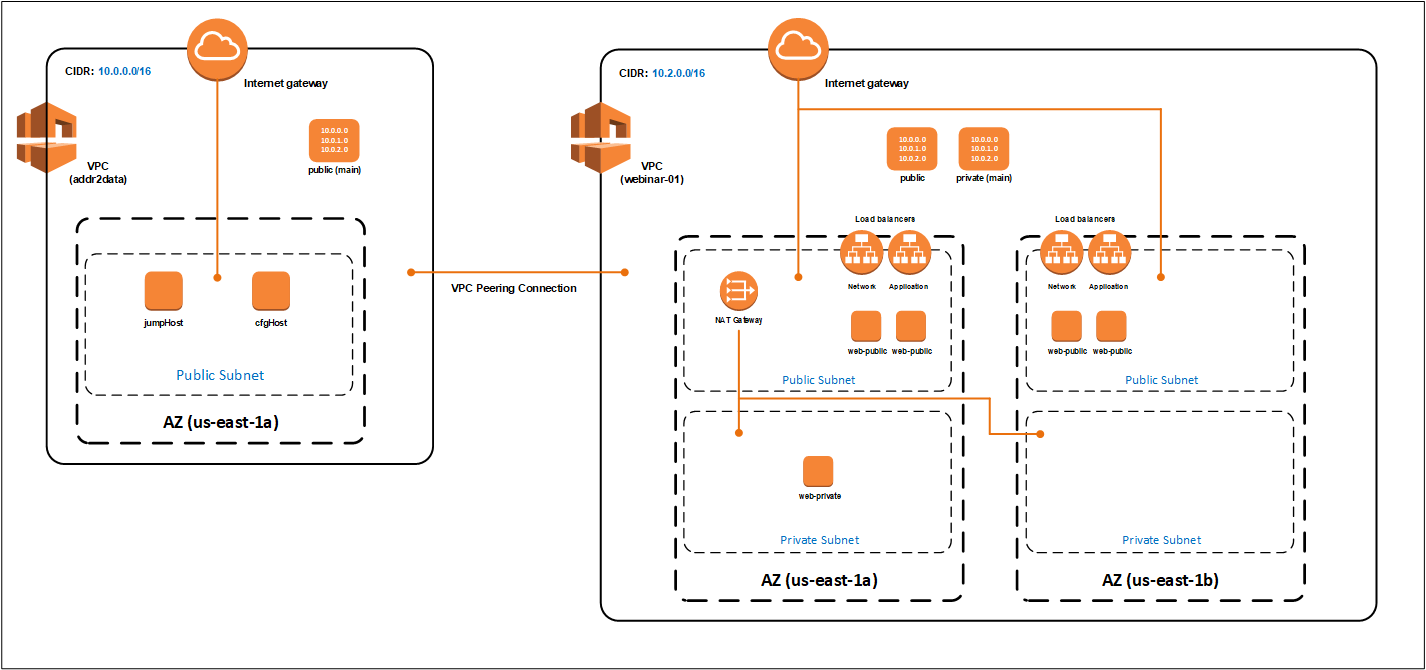 CIDR: 10.0.0.0/16
Internet gateway
10.0.0.0
10.0.1.0
10.0.2.0
public (main)
VPC
(addr2data)
jumpHost
cfgHost
Public Subnet
AZ (us-east-1a)
VPC Peering Connection
CIDR: 10.2.0.0/16
Internet gateway
VPC
(webinar-01)
10.0.0.0
10.0.1.0
10.0.2.0
public
10.0.0.0
10.0.1.0
10.0.2.0
private (main)
Load balancers
Network
Application
NAT Gateway
web-public
web-public
Public Subnet
web-private
Private Subnet
AZ (us-east-1a)
Load balancers
Network
Application
web-public
web-public
Public Subnet
Private Subnet
AZ (us-east-1b)